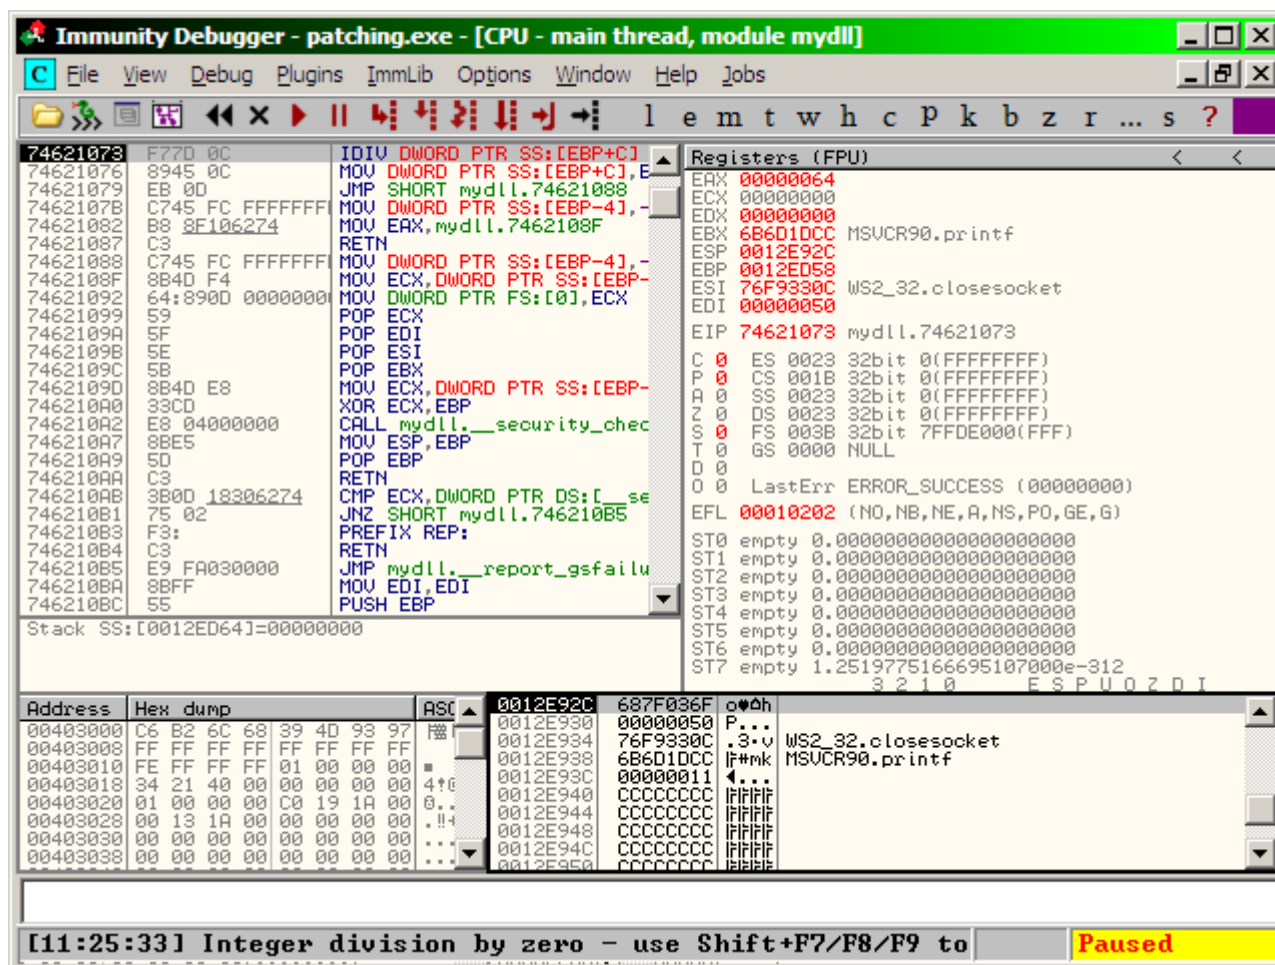 Immunity Debugger - patching.exe - [CPU - main thread, module mydll]
C File View Debug Plugins ImmLib Options Window Help Jobs
l e m t w h c P k b z r ... s ?
74621073 F77D 0C IDIV DWORD PTR SS:[EBP+C]
74621076 8945 0C MOV DWORD PTR SS:[EBP+C],E
74621079 EB 0D JMP SHORT mydll.74621088
7462107B C745 FC FFFFFFF MOV DWORD PTR SS:[EBP-4],-
74621082 B8 8F106274 MOV EAX,mydll.7462108F
74621087 C3 RETN
74621088 C745 FC FFFFFFF MOV DWORD PTR SS:[EBP-4],-
7462108F 8B4D F4 MOV ECX,DWORD PTR SS:[EBP-
74621092 64:890D 0000000 MOV DWORD PTR FS:[0],ECX
74621099 59 POP ECX
7462109A 5F POP EDI
7462109B 5E POP ESI
7462109C 5B POP EBX
7462109D 8B4D E8 MOV ECX,DWORD PTR SS:[EBP-
746210A0 33CD XOR ECX,EBP
746210A2 E8 04000000 CALL mydll.__security_chec
746210A7 8BE5 MOV ESP,EBP
746210A9 5D POP EBP
746210AA C3 RETN
746210AB 3B0D 18306274 CMP ECX,DWORD PTR DS:[__se
746210B1 75 02 JNZ SHORT mydll.746210B5
746210B3 F3: PREFIX REP:
746210B4 C3 RETN
746210B5 E9 FA030000 JMP mydll.__report_gsfailu
746210BA 8BFF MOV EDI,EDI
746210BC 55 PUSH EBP
Stack SS:[0012ED64]=00000000
Registers (FPU) < <
EAX 00000064
ECX 00000000
EDX 00000000
EBX 6B6D1DCC MSVCR90.printf
ESP 0012E92C
EBP 0012ED58
ESI 76F9330C WS2_32.closesocket
EDI 00000050
EIP 74621073 mydll.74621073
C 0 ES 0023 32bit 0(FFFFFFFF)
P 0 CS 001B 32bit 0(FFFFFFFF)
A 0 SS 0023 32bit 0(FFFFFFFF)
Z 0 DS 0023 32bit 0(FFFFFFFF)
S 0 FS 003B 32bit 7FFDE000(FFF)
T 0 GS 0000 NULL
D 0
O 0 LastErr ERROR_SUCCESS (00000000)
EFL 00010202 (NO,NB,NE,A,NS,PO,GE,G)
ST0 empty 0.00000000000000000000
ST1 empty 0.00000000000000000000
ST2 empty 0.00000000000000000000
ST3 empty 0.00000000000000000000
ST4 empty 0.00000000000000000000
ST5 empty 0.00000000000000000000
ST6 empty 0.00000000000000000000
ST7 empty 1.2519775166695107000e-312
3 2 1 0 E S P U O Z D I
Address Hex dump ASC
00403000 C6 B2 6C 68 39 4D 93 97
00403008 FF FF FF FF FF FF FF FF
00403010 FE FF FF FF 01 00 00 00
00403018 34 21 40 00 00 00 00 00
00403020 01 00 00 00 C0 19 1A 00
00403028 00 13 1A 00 00 00 00 00
00403030 00 00 00 00 00 00 00 00
00403038 00 00 00 00 00 00 00 00
0012E92C 687F036F o♥⌂h
0012E930 00000050 P...
0012E934 76F9330C .3·v WS2_32.closesocket
0012E938 6B6D1DCC ╠↔mk MSVCR90.printf
0012E93C 00000011 ◄...
0012E940 CCCCCCCC ╠╠╠╠
0012E944 CCCCCCCC ╠╠╠╠
0012E948 CCCCCCCC ╠╠╠╠
0012E94C CCCCCCCC ╠╠╠╠
0012E950 CCCCCCCC ╠╠╠╠
[11:25:33] Integer division by zero - use Shift+F7/F8/F9 to
Paused